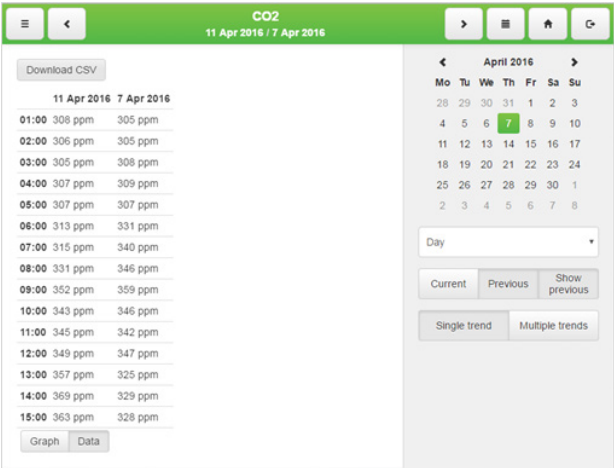 CO2
11 Apr 2016 / 7 Apr 2016
Download CSV
11 Apr 2016 7 Apr 2016
01:00 308 ppm 305 ppm
02:00 306 ppm 305 ppm
03:00 305 ppm 308 ppm
04:00 307 ppm 309 ppm
05:00 307 ppm 307 ppm
06:00 313 ppm 331 ppm
07:00 315 ppm 340 ppm
08:00 331 ppm 346 ppm
09:00 352 ppm 359 ppm
10:00 343 ppm 346 ppm
11:00 345 ppm 342 ppm
12:00 349 ppm 347 ppm
13:00 357 ppm 325 ppm
14:00 369 ppm 329 ppm
15:00 363 ppm 328 ppm
Graph Data
April 2016
Mo Tu We Th Fr Sa Su
28 29 30 31 1 2 3
4 5 6 7 8 9 10
11 12 13 14 15 16 17
18 19 20 21 22 23 24
25 26 27 28 29 30 1
2 3 4 5 6 7 8
Day
Current Previous Show previous
Single trend Multiple trends